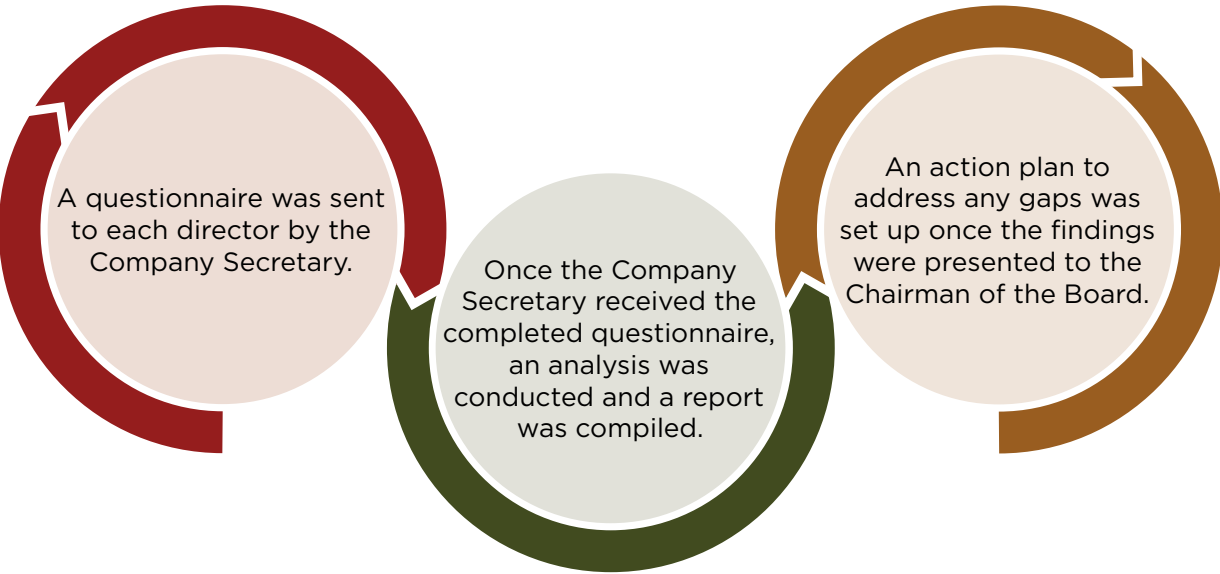 A questionnaire was sent
to each director by the
Company Secretary.
Once the Company
Secretary received the
completed questionnaire,
an analysis was
conducted and a report
was compiled.
An action plan to
address any gaps was
set up once the findings
were presented to the
Chairman of the Board.